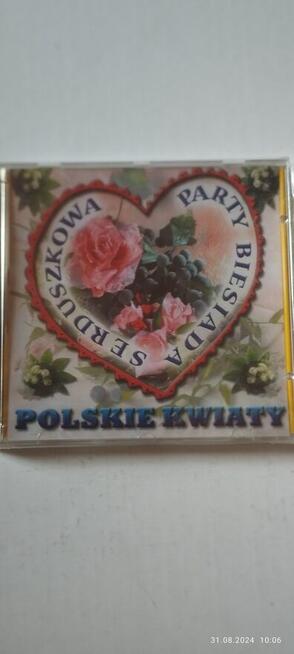 SERDUSZKOWA
PARTY BIESIADA
POLSKIE KWIATY
31.08.2024 10:06